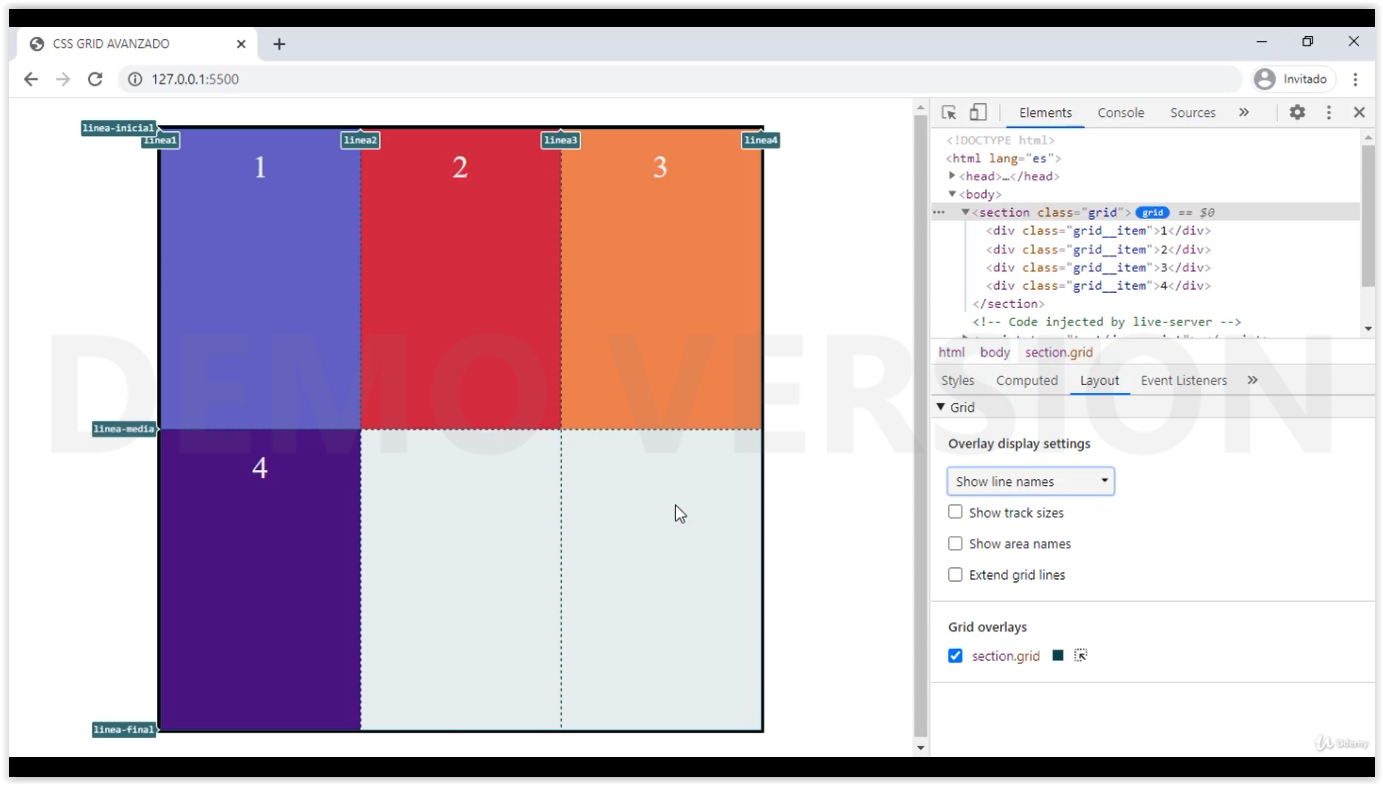 CSS GRID AVANZADO
127.0.0.1:5500
Invitado
linea-inicial
linea1 linea2 linea3 linea4
1 2 3
linea-media
4
linea-final
DEMO VERSION
Elements Console Sources »
<!DOCTYPE html>
<html lang="es">
<head>…</head>
<body>
<section class="grid"> grid == $0
<div class="grid__item">1</div>
<div class="grid__item">2</div>
<div class="grid__item">3</div>
<div class="grid__item">4</div>
</section>
<!-- Code injected by live-server -->
html body section.grid
Styles Computed Layout Event Listeners »
Grid
Overlay display settings
Show line names
Show track sizes
Show area names
Extend grid lines
Grid overlays
section.grid
Udemy